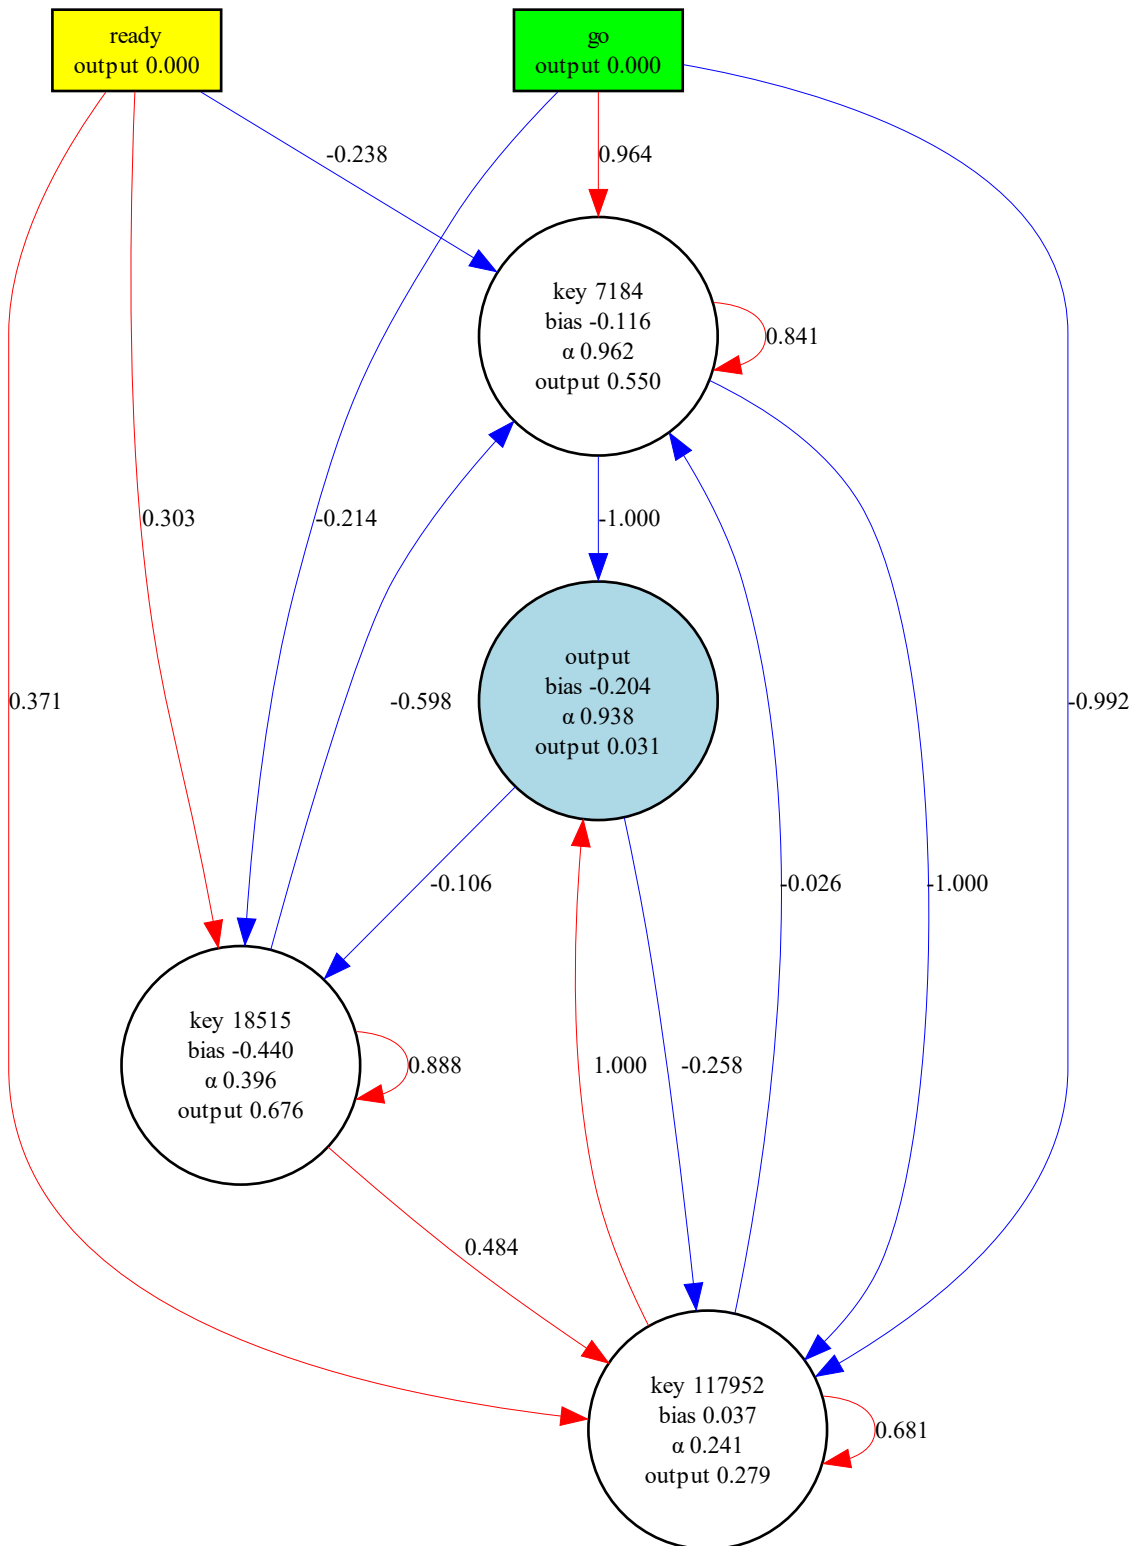 ready
output 0.000
go
output 0.000
-0.238
0.964
key 7184
bias -0.116
α 0.962
output 0.550
0.841
0.303
-0.214
-1.000
output
bias -0.204
α 0.938
output 0.031
0.371
-0.598
-0.992
-0.106
-0.026
-1.000
key 18515
bias -0.440
α 0.396
output 0.676
0.888
1.000
-0.258
0.484
key 117952
bias 0.037
α 0.241
output 0.279
0.681